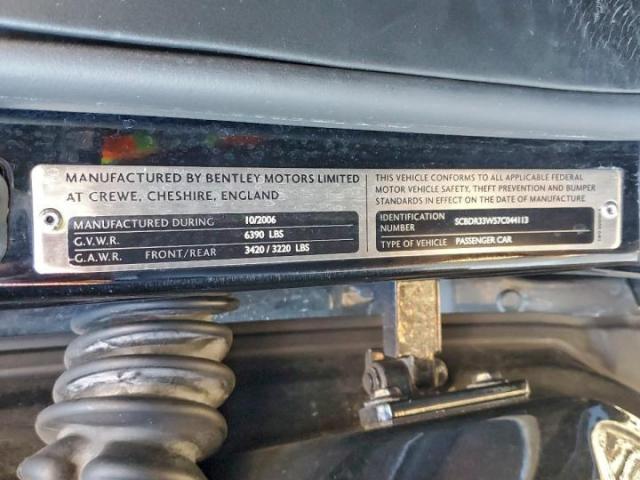 MANUFACTURED BY BENTLEY MOTORS LIMITED
AT CREWE, CHESHIRE, ENGLAND
MANUFACTURED DURING 10/2006
G.V.W.R. 6390 LBS
G.A.W.R. FRONT/REAR 3420 / 3220 LBS
THIS VEHICLE CONFORMS TO ALL APPLICABLE FEDERAL
MOTOR VEHICLE SAFETY, THEFT PREVENTION AND BUMPER
STANDARDS IN EFFECT ON THE DATE OF MANUFACTURE
IDENTIFICATION
NUMBER SCBDR33W57C044113
TYPE OF VEHICLE PASSENGER CAR